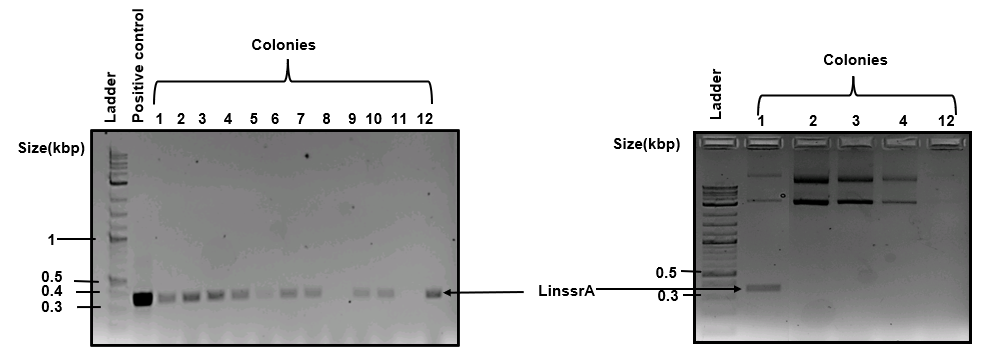 Ladder
Positive control
Colonies
1 2 3 4 5 6 7 8 9 10 11 12
Size(kbp)
1
0.5
0.4
0.3
LinssrA
Ladder
Colonies
1 2 3 4 12
Size(kbp)
0.5
0.3